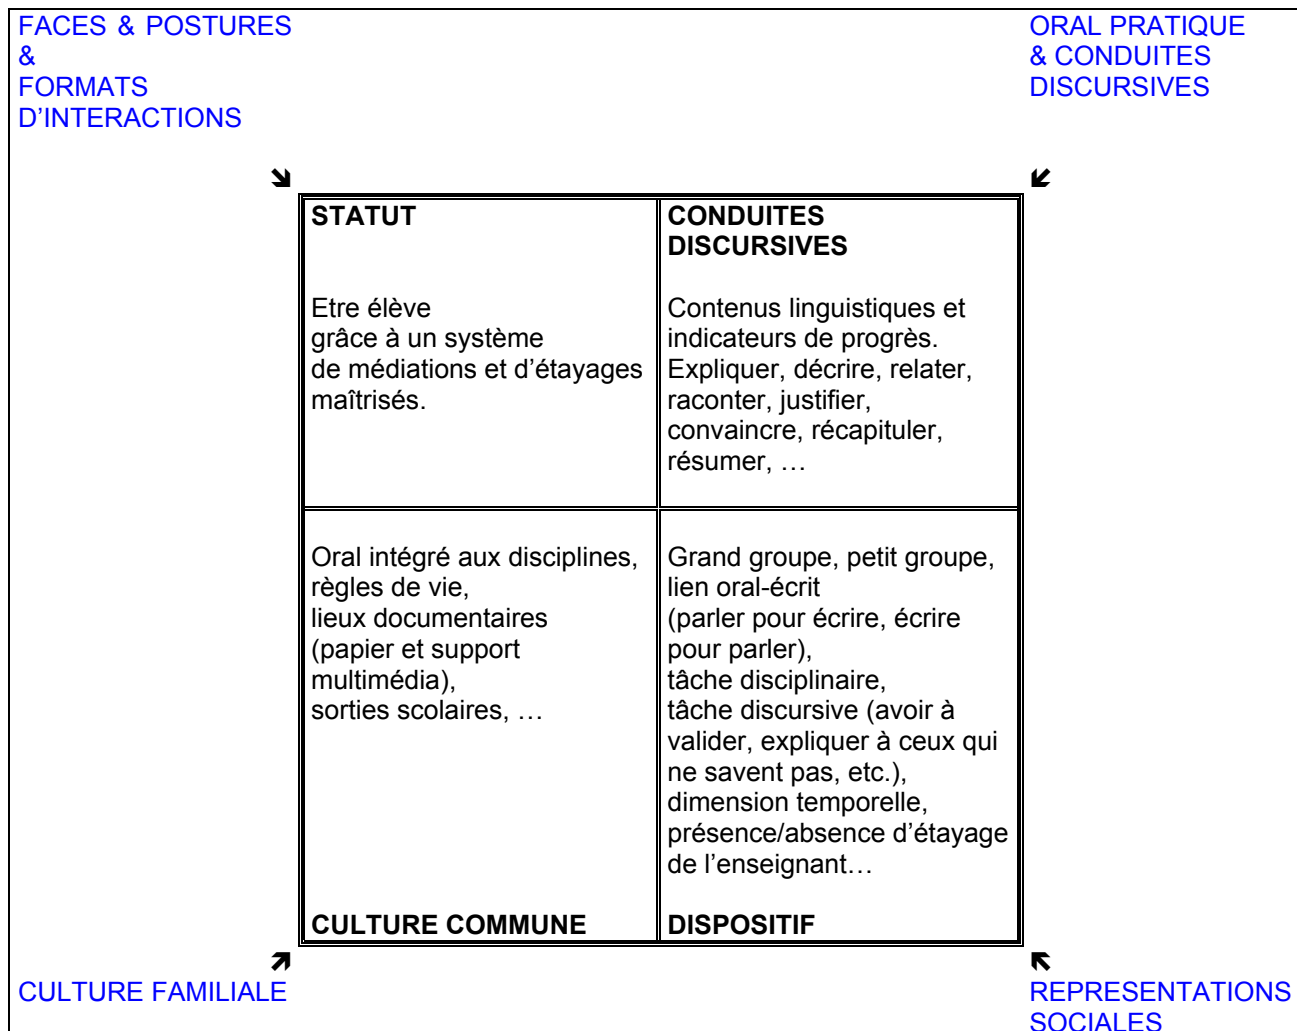 FACES & POSTURES
&
FORMATS
D’INTERACTIONS
ORAL PRATIQUE
& CONDUITES
DISCURSIVES
STATUT
Etre élève
grâce à un système
de médiations et d’étayages
maîtrisés.
CONDUITES
DISCURSIVES
Contenus linguistiques et
indicateurs de progrès.
Expliquer, décrire, relater,
raconter, justifier,
convaincre, récapituler,
résumer, …
Oral intégré aux disciplines,
règles de vie,
lieux documentaires
(papier et support
multimédia),
sorties scolaires, …
CULTURE COMMUNE
Grand groupe, petit groupe,
lien oral-écrit
(parler pour écrire, écrire
pour parler),
tâche disciplinaire,
tâche discursive (avoir à
valider, expliquer à ceux qui
ne savent pas, etc.),
dimension temporelle,
présence/absence d’étayage
de l’enseignant…
DISPOSITIF
CULTURE FAMILIALE
REPRESENTATIONS
SOCIALES